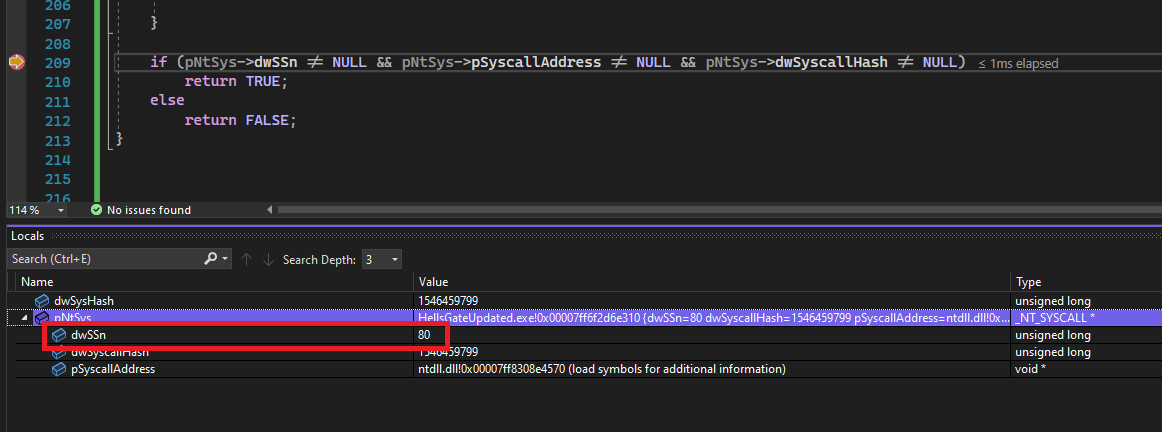 206
207 }
208
209 if (pNtSys->dwSSn ≠ NULL && pNtSys->pSyscallAddress ≠ NULL && pNtSys->dwSyscallHash ≠ NULL) ≤ 1ms elapsed
210 return TRUE;
211 else
212 return FALSE;
213 }
214
215
216
114 % No issues found
Locals
Search (Ctrl+E) Search Depth: 3
Name Value Type
dwSysHash 1546459799 unsigned long
pNtSys HellsGateUpdated.exe!0x00007ff6f2d6e310 {dwSSn=80 dwSyscallHash=1546459799 pSyscallAddress=ntdll.dll!0x... _NT_SYSCALL *
dwSSn 80 unsigned long
dwSyscallHash 1546459799 unsigned long
pSyscallAddress ntdll.dll!0x00007ff8308e4570 (load symbols for additional information) void *